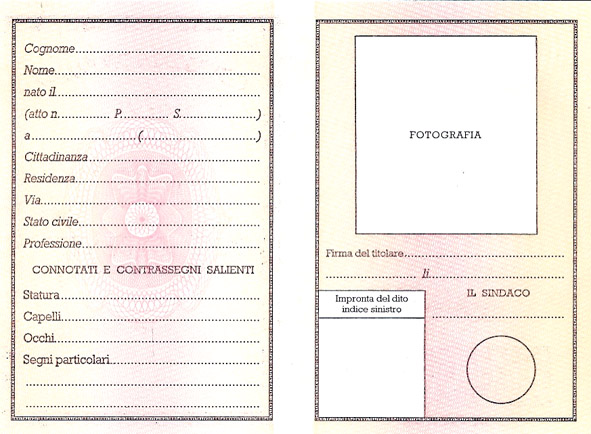 Cognome
Nome
nato il
(atto n. P. S. )
a ( )
Cittadinanza
Residenza
Via
Stato civile
Professione
CONNOTATI E CONTRASSEGNI SALIENTI
Statura
Capelli
Occhi
Segni particolari
FOTOGRAFIA
Firma del titolare
li
Impronta del dito
indice sinistro
IL SINDACO